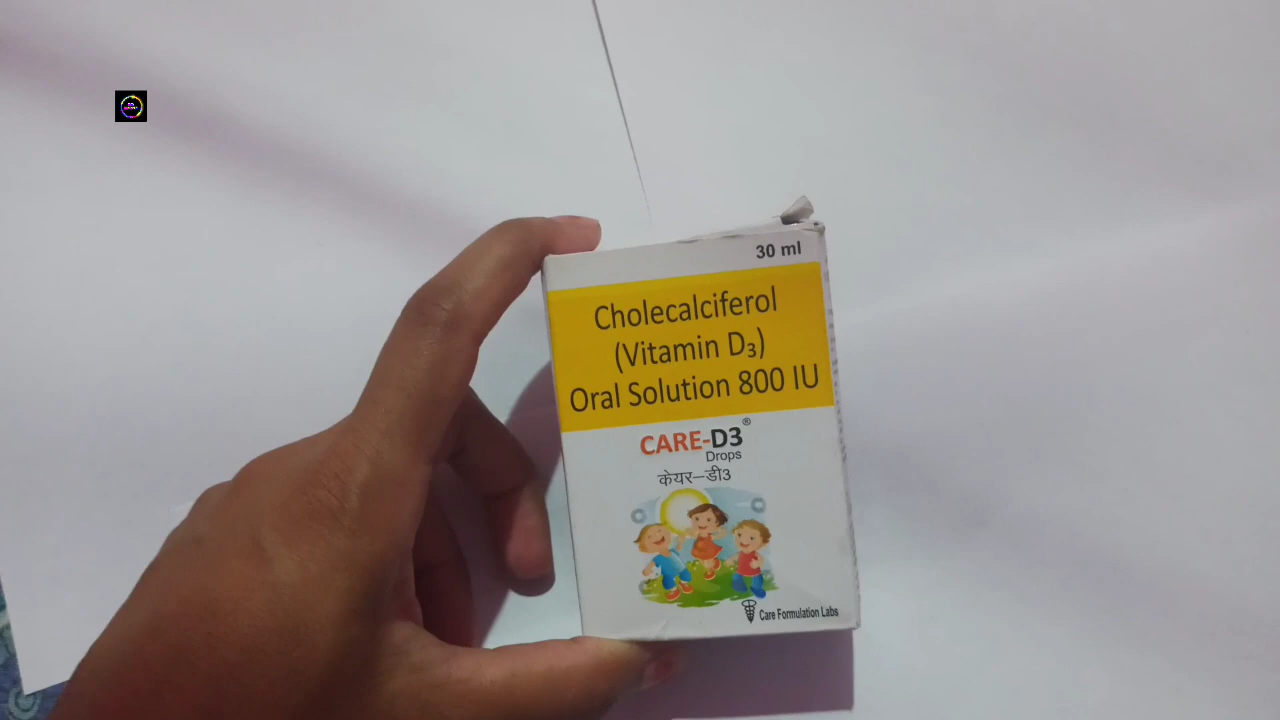 30 ml
Cholecalciferol
(Vitamin D₃)
Oral Solution 800 IU
CARE-D3®
Drops
केयर–डी3
Care Formulation Labs